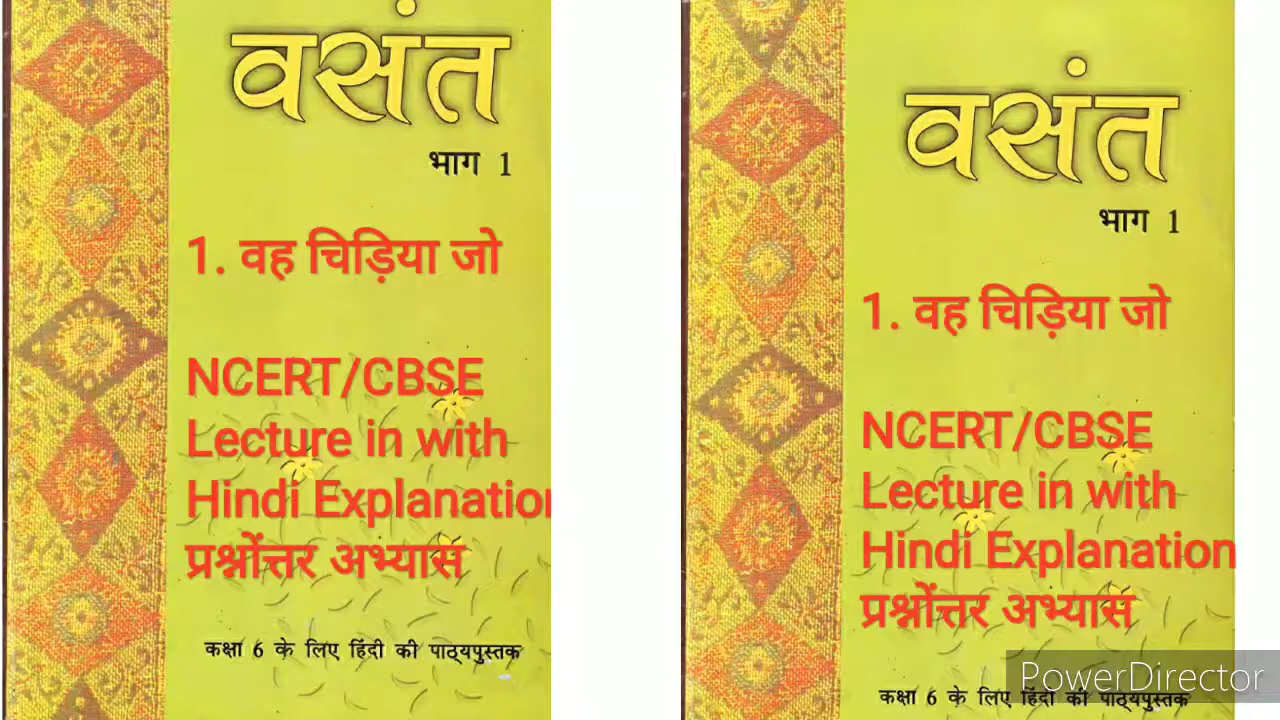 वसंत
भाग 1
1. वह चिड़िया जो
NCERT/CBSE
Lecture in with
Hindi Explanation
प्रश्नोंत्तर अभ्यास
कक्षा 6 के लिए हिंदी की पाठ्यपुस्तक
वसंत
भाग 1
1. वह चिड़िया जो
NCERT/CBSE
Lecture in with
Hindi Explanation
प्रश्नोंत्तर अभ्यास
कक्षा 6 के लिए हिंदी की पाठ्यपुस्तक
PowerDirector